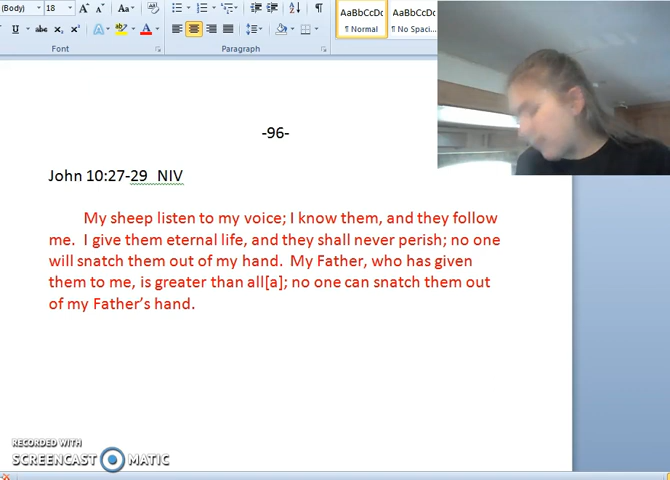 (Body) 18 Aa AaBbCcDc AaBbCcDc
U abc x₂ x² A ¶ Normal ¶ No Spaci...
Font Paragraph
-96-
John 10:27-29 NIV
My sheep listen to my voice; I know them, and they follow
me. I give them eternal life, and they shall never perish; no one
will snatch them out of my hand. My Father, who has given
them to me, is greater than all[a]; no one can snatch them out
of my Father’s hand.
RECORDED WITH
SCREENCAST MATIC